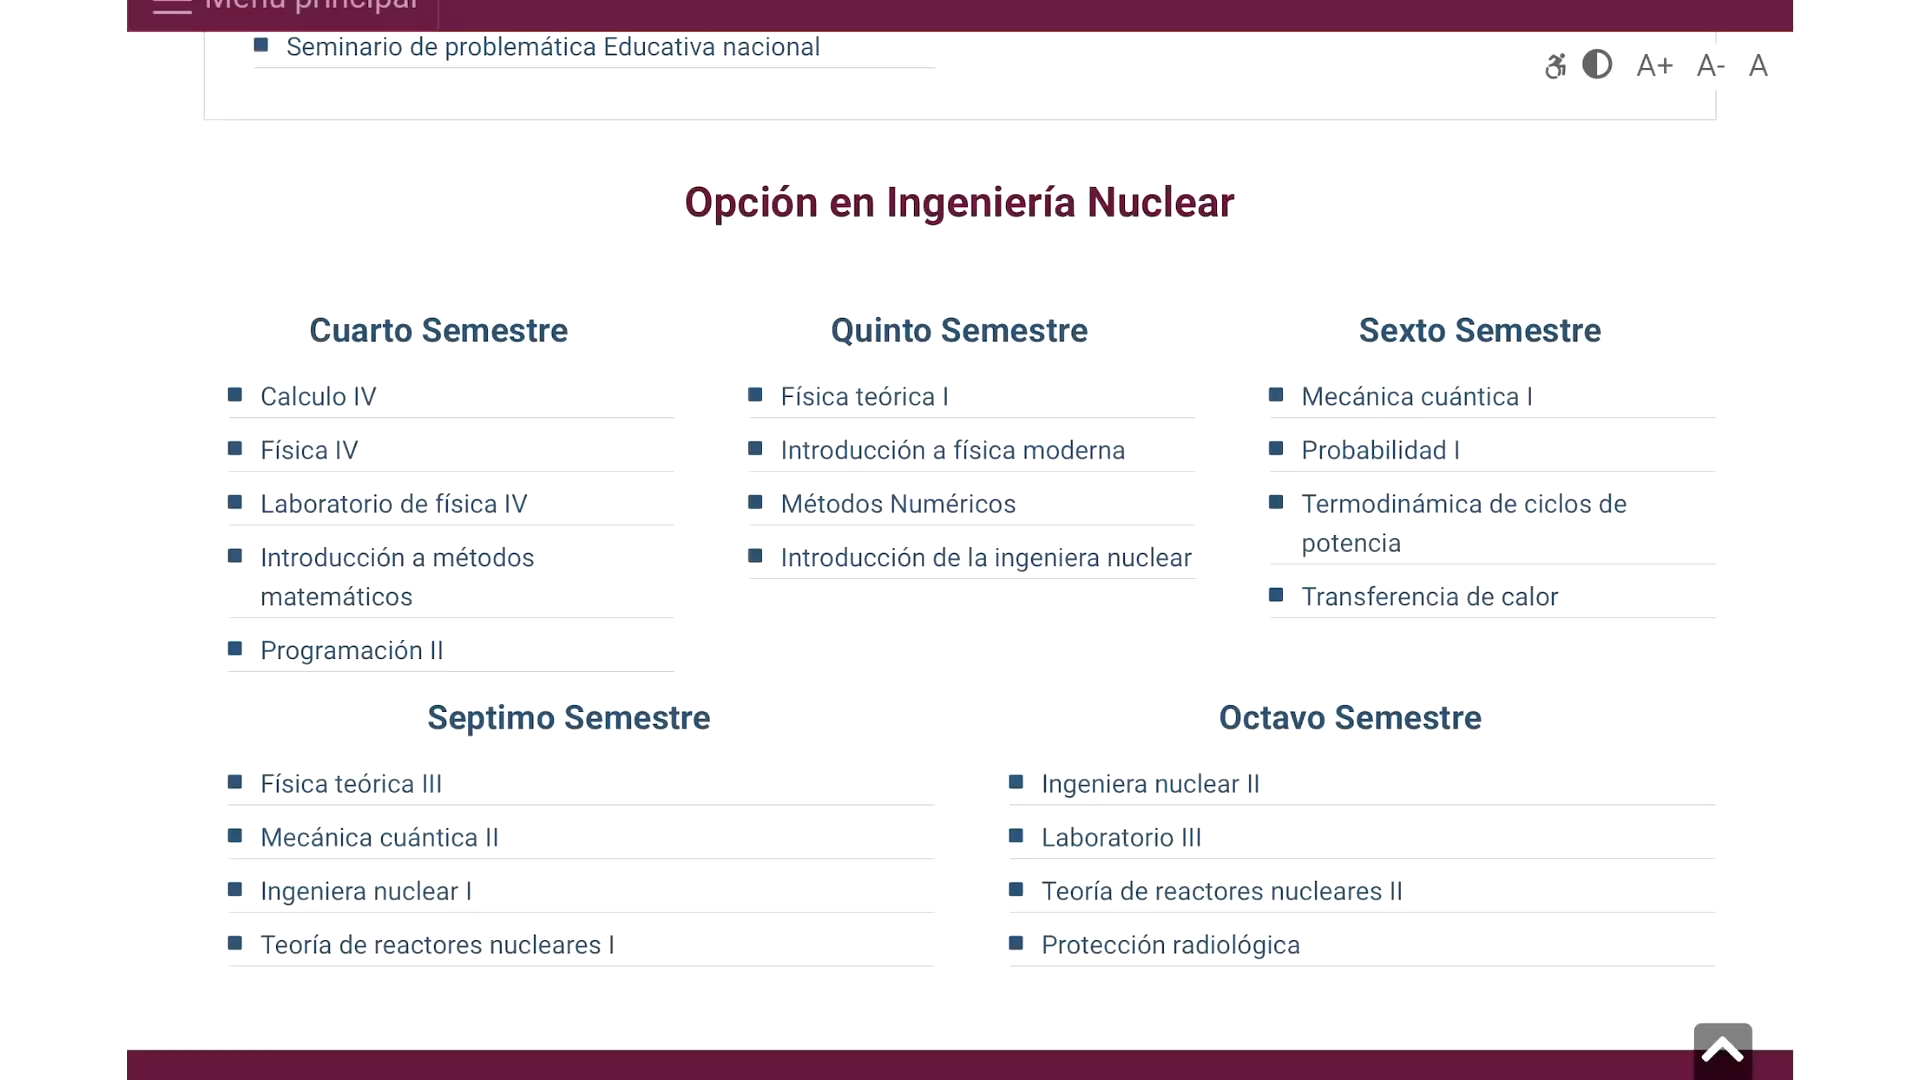 Menú principal
Seminario de problemática Educativa nacional
A+ A- A
Opción en Ingeniería Nuclear
Cuarto Semestre
Calculo IV
Física IV
Laboratorio de física IV
Introducción a métodos
matemáticos
Programación II
Quinto Semestre
Física teórica I
Introducción a física moderna
Métodos Numéricos
Introducción de la ingeniera nuclear
Sexto Semestre
Mecánica cuántica I
Probabilidad I
Termodinámica de ciclos de
potencia
Transferencia de calor
Septimo Semestre
Física teórica III
Mecánica cuántica II
Ingeniera nuclear I
Teoría de reactores nucleares I
Octavo Semestre
Ingeniera nuclear II
Laboratorio III
Teoría de reactores nucleares II
Protección radiológica